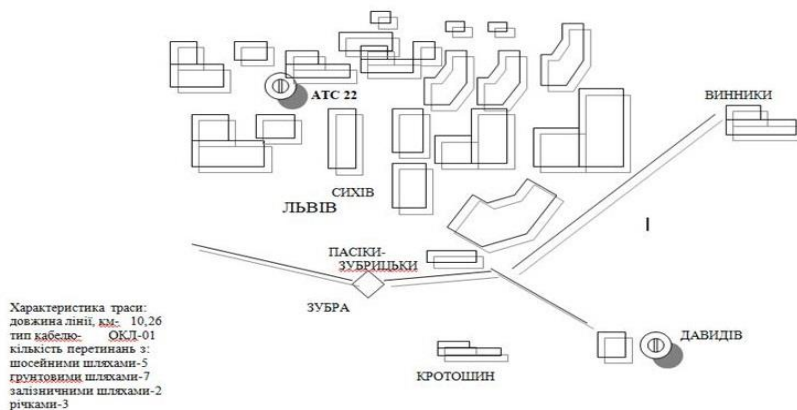 АТС 22
ВИННИКИ
СИХІВ
ЛЬВІВ
ПАСІКИ-
ЗУБРИЦЬКИ
ЗУБРА
ДАВИДІВ
КРОТОШИН
Характеристика траси:
довжина лінії, км- 10,26
тип кабелю- ОКЛ-01
кількість перетинань з:
шосейними шляхами-5
грунтовими шляхами-7
залізничними шляхами-2
річками-3